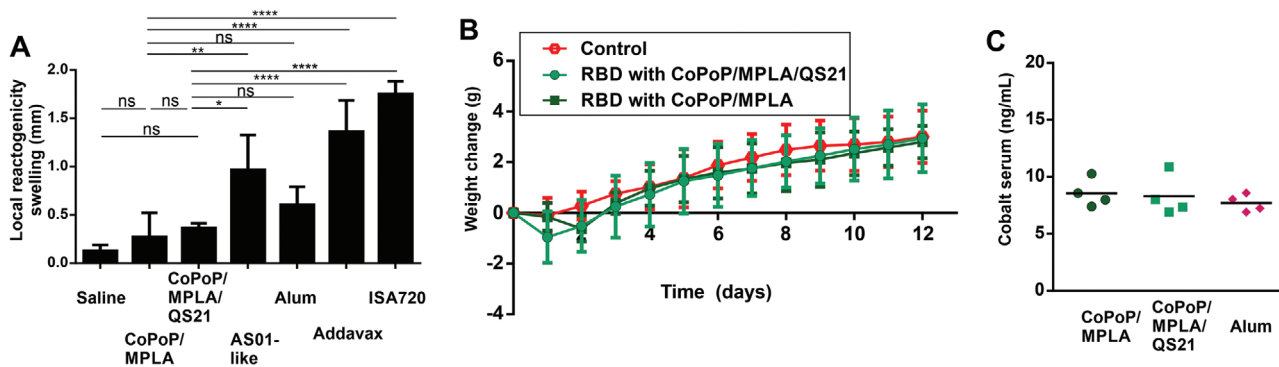 A
****
****
ns
**
****
****
ns
*
ns
ns
ns
Local reactogenicity
swelling (mm)
2.0
1.5
1.0
0.5
0.0
Saline
CoPoP/
MPLA
CoPoP/
MPLA/
QS21
AS01-
like
Alum
Addavax
ISA720
B
Control
RBD with CoPoP/MPLA/QS21
RBD with CoPoP/MPLA
Weight change (g)
6
4
2
0
-2
-4
2
4
6
8
10
12
Time (days)
C
Cobalt serum (ng/mL)
20
15
10
5
0
CoPoP/
MPLA
CoPoP/
MPLA/
QS21
Alum